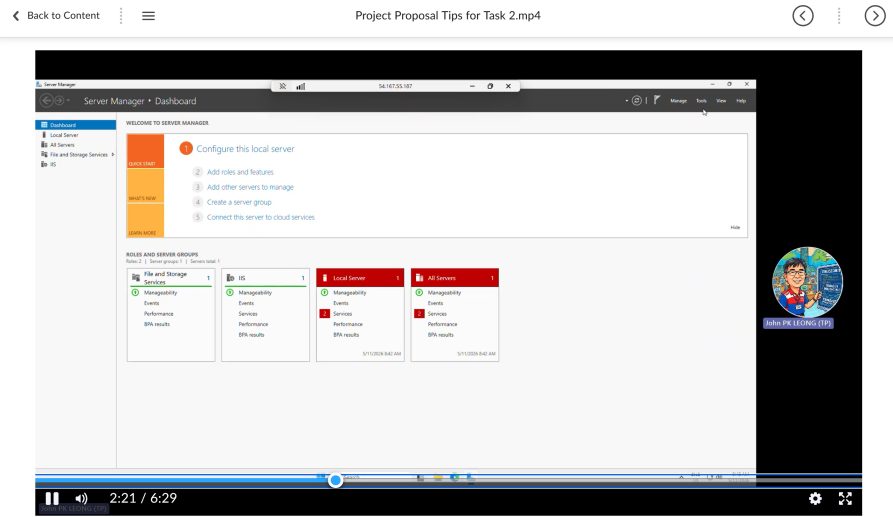 Back to Content
Project Proposal Tips for Task 2.mp4
Server Manager
54.167.55.187
Server Manager • Dashboard
Manage Tools View Help
Dashboard
Local Server
All Servers
File and Storage Services
IIS
WELCOME TO SERVER MANAGER
QUICK START
WHAT'S NEW
LEARN MORE
1 Configure this local server
2 Add roles and features
3 Add other servers to manage
4 Create a server group
5 Connect this server to cloud services
Hide
ROLES AND SERVER GROUPS
Roles: 2 | Server groups: 1 | Servers total: 1
File and Storage Services 1
Manageability
Events
Performance
BPA results
IIS 1
Manageability
Events
Services
Performance
BPA results
Local Server 1
Manageability
Events
2 Services
Performance
BPA results
5/11/2026 8:42 AM
All Servers 1
Manageability
Events
2 Services
Performance
BPA results
5/11/2026 8:42 AM
John PK LEONG (TP)
Search
2:21 / 6:29
John PK LEONG (TP)